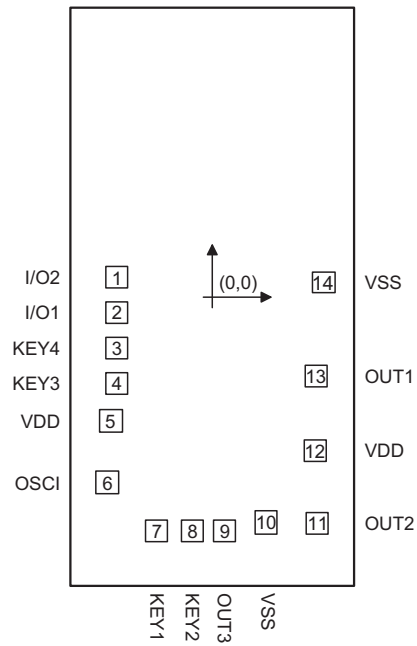 I/O2
1
(0,0)
14
VSS
I/O1
2
KEY4
3
KEY3
4
13
OUT1
VDD
5
12
VDD
OSCI
6
7
8
9
10
11
OUT2
KEY1
KEY2
OUT3
VSS